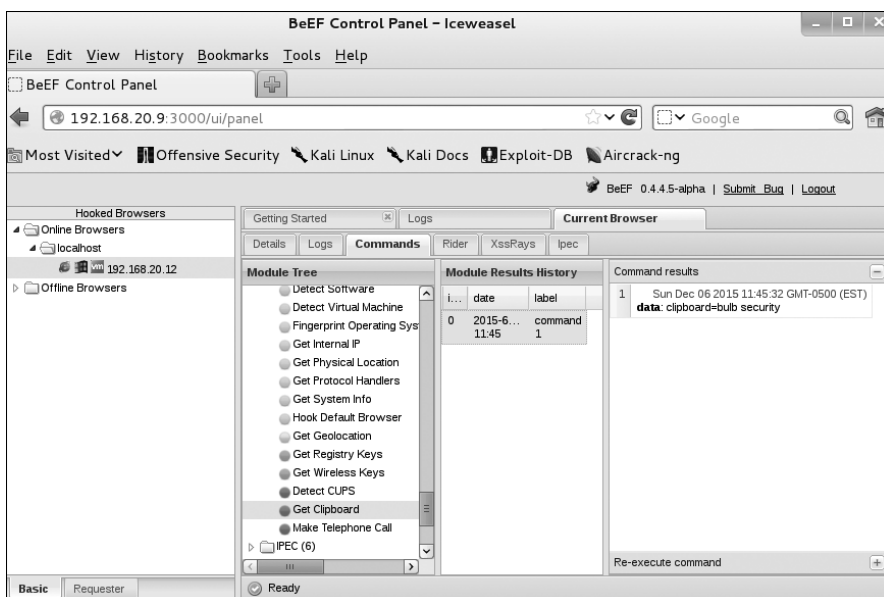 BeEF Control Panel - Iceweasel
File Edit View History Bookmarks Tools Help
BeEF Control Panel
192.168.20.9:3000/ui/panel
Google
Most Visited Offensive Security Kali Linux Kali Docs Exploit-DB Aircrack-ng
BeEF 0.4.4.5-alpha | Submit Bug | Logout
Hooked Browsers
Online Browsers
localhost
192.168.20.12
Offline Browsers
Basic Requester
Getting Started Logs Current Browser
Details Logs Commands Rider XssRays Ipec
Module Tree
Detect Software
Detect Virtual Machine
Fingerprint Operating Sys
Get Internal IP
Get Physical Location
Get Protocol Handlers
Get System Info
Hook Default Browser
Get Geolocation
Get Registry Keys
Get Wireless Keys
Detect CUPS
Get Clipboard
Make Telephone Call
IPEC (6)
Module Results History
i... date label
0 2015-6... command
11:45 1
Command results
1 Sun Dec 06 2015 11:45:32 GMT-0500 (EST)
data: clipboard=bulb security
Re-execute command
Ready